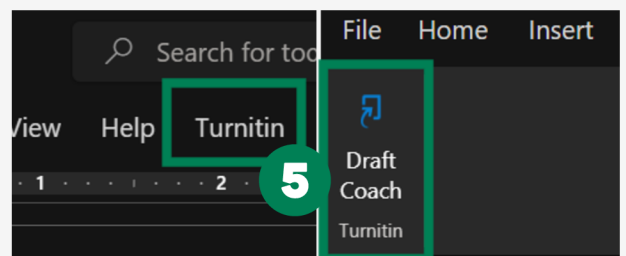 Search for too
View Help Turnitin
1 2
5
File Home Insert
Draft
Coach
Turnitin